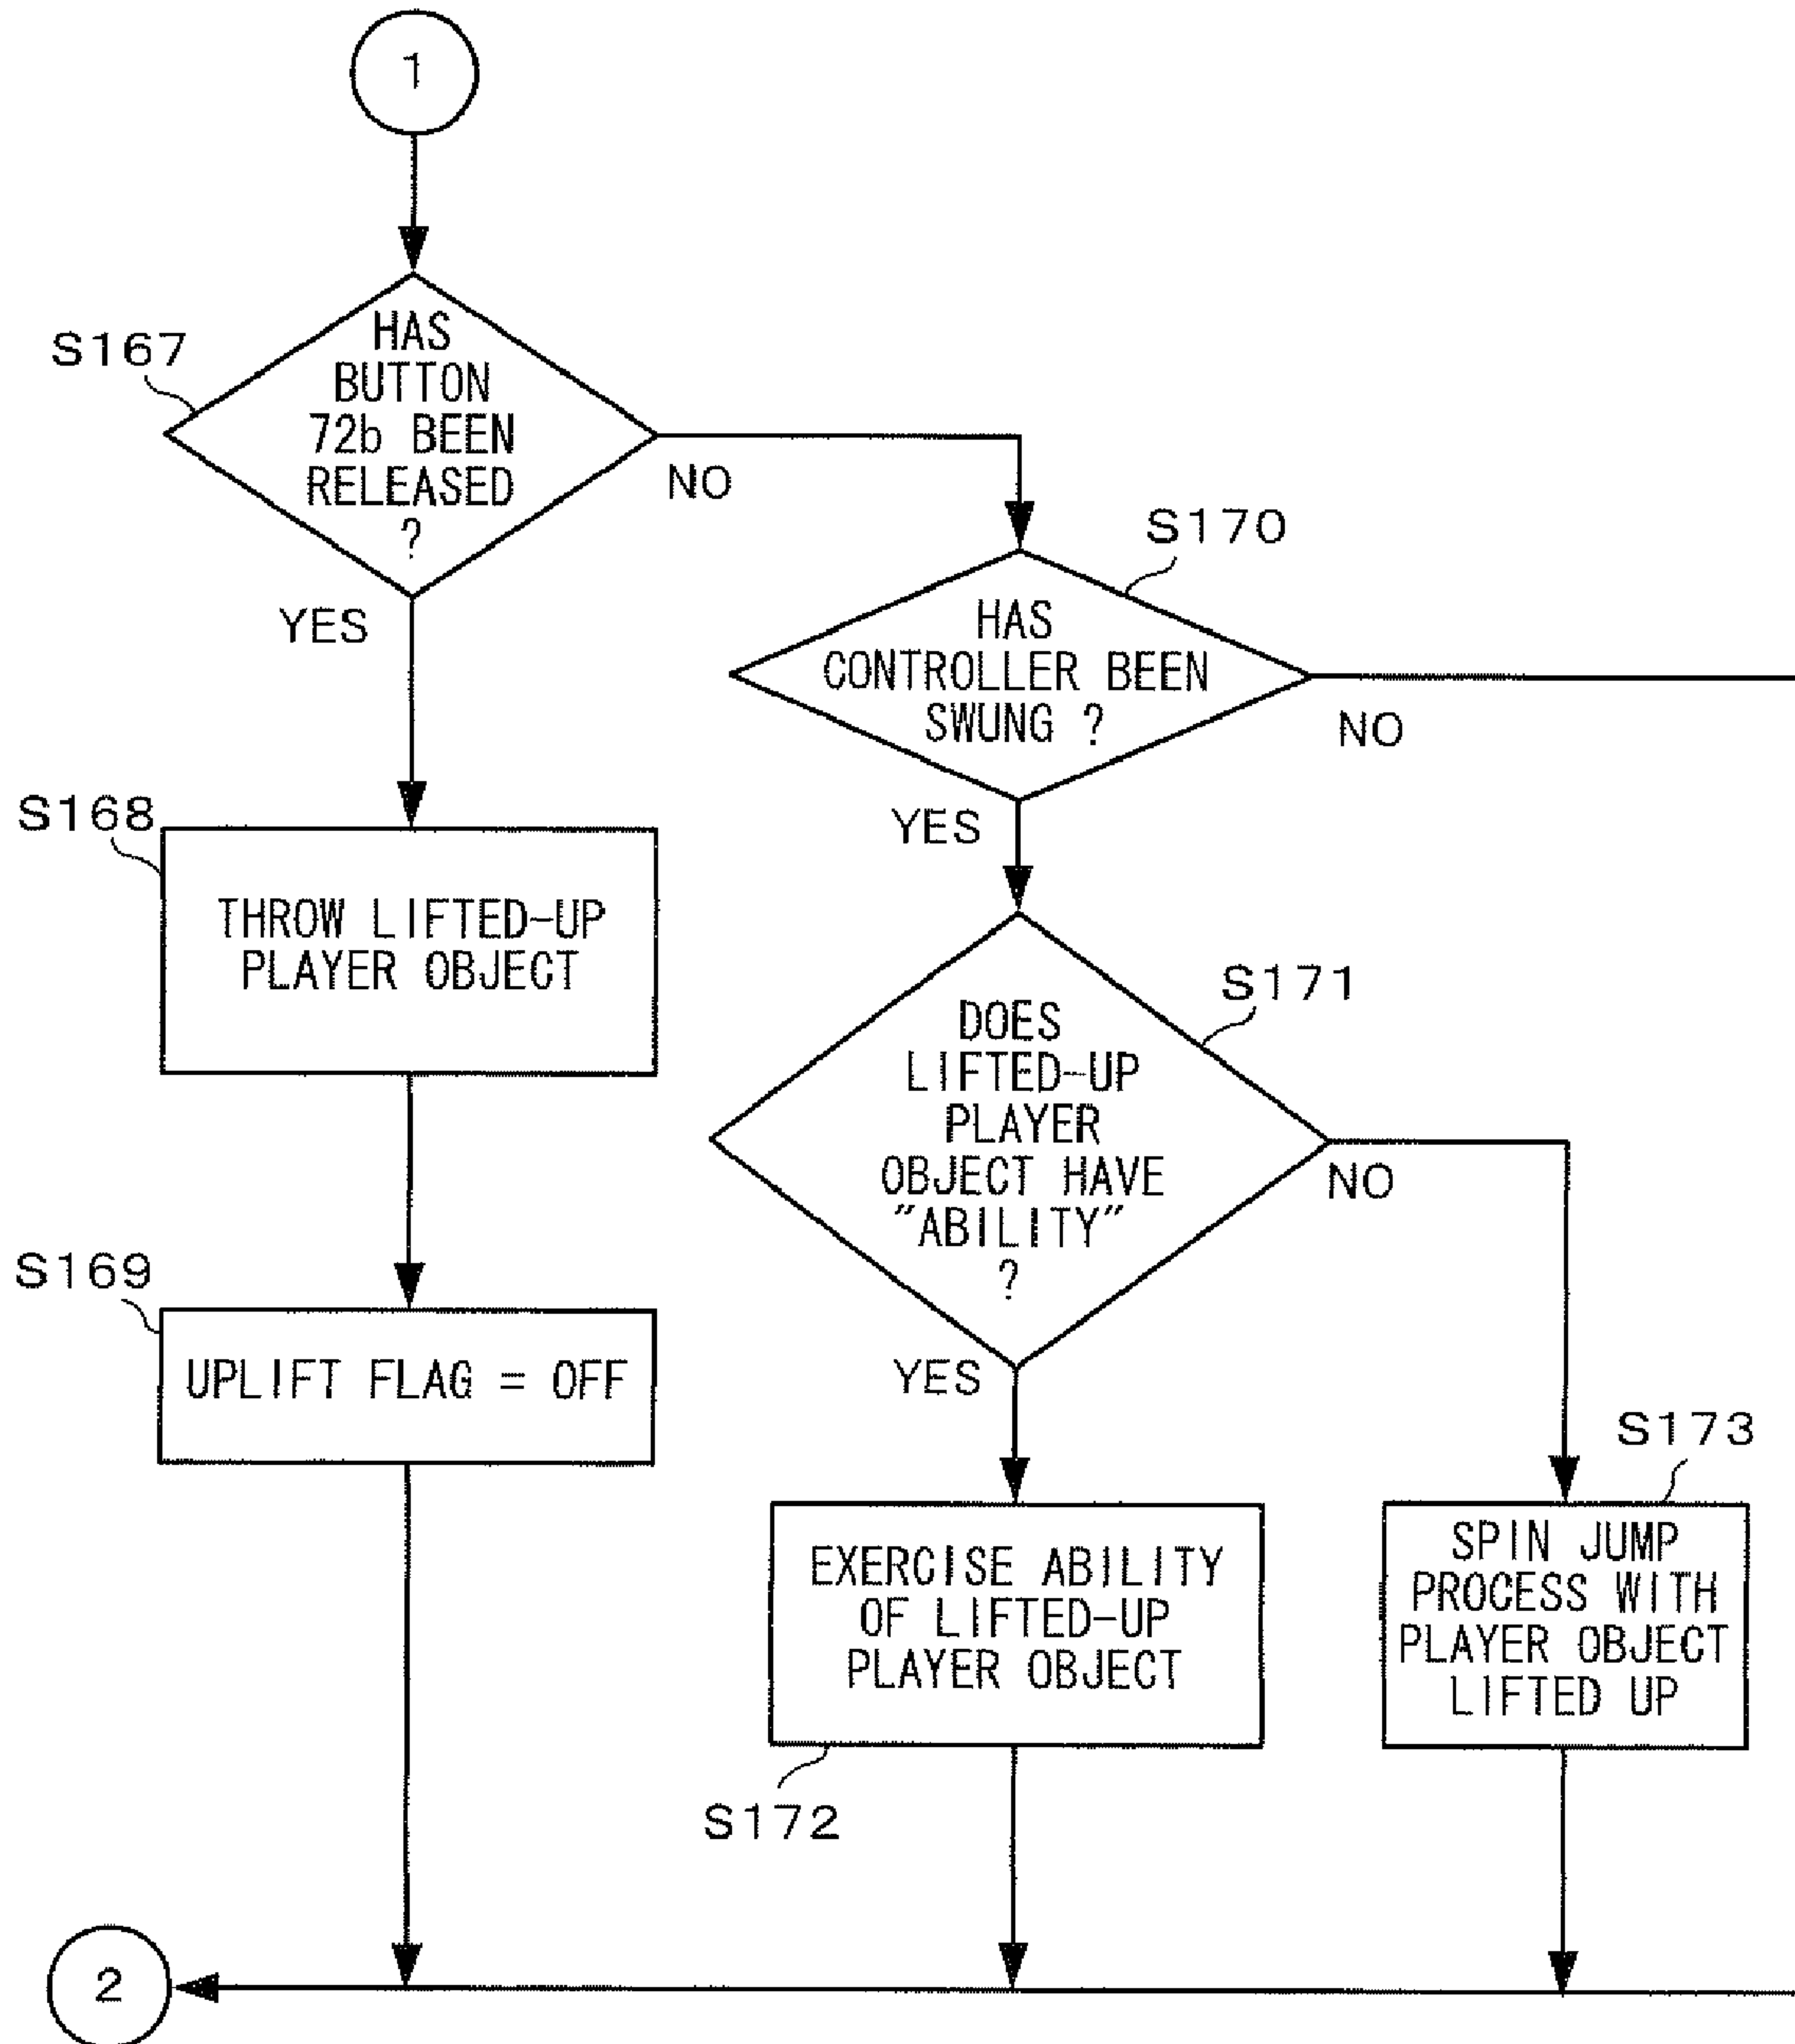 1
S167
HAS
BUTTON
72b BEEN
RELEASED
?
NO
YES
S170
HAS
CONTROLLER BEEN
SWUNG ?
NO
YES
S168
THROW LIFTED-UP
PLAYER OBJECT
S171
DOES
LIFTED-UP
PLAYER
OBJECT HAVE
"ABILITY"
?
NO
YES
S169
UPLIFT FLAG = OFF
S173
SPIN JUMP
PROCESS WITH
PLAYER OBJECT
LIFTED UP
EXERCISE ABILITY
OF LIFTED-UP
PLAYER OBJECT
S172
2